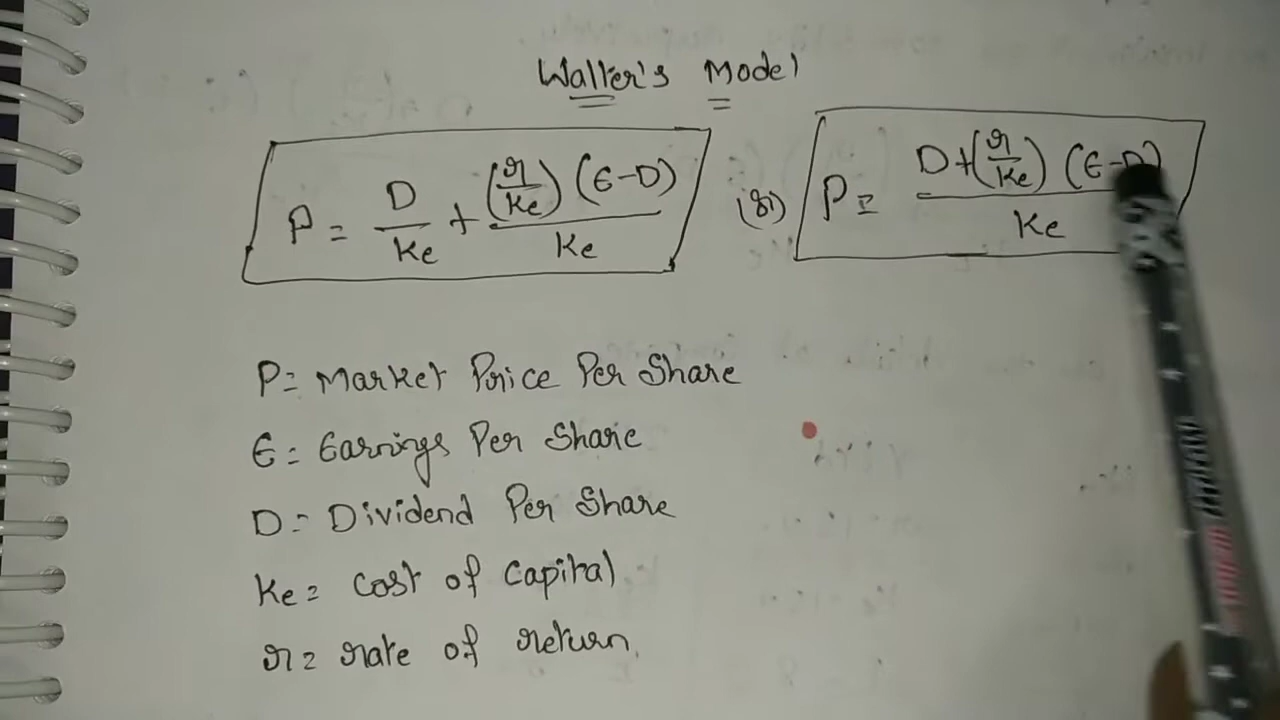 Walter's Model
P = D/Ke + (r/Ke) (E-D)/Ke (or) P = D+(r/Ke) (E-D)/Ke
P = Market Price Per Share
E = Earnings Per Share
D = Dividend Per Share
Ke = Cost of Capital
r = rate of return